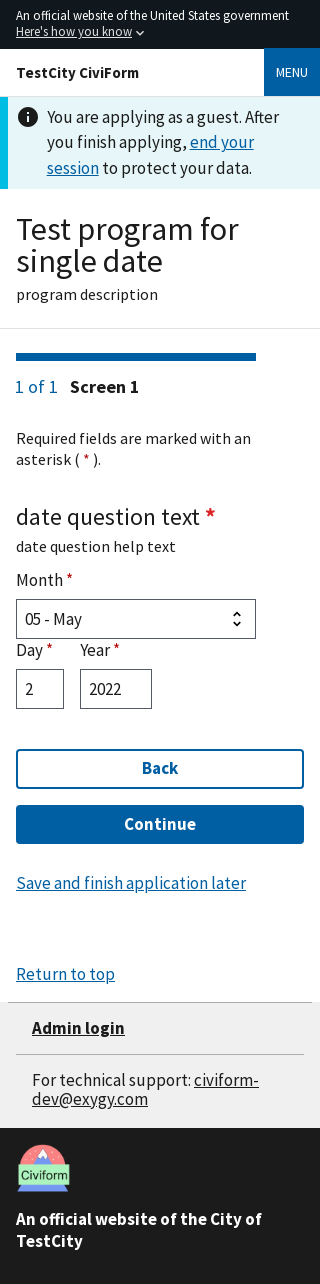 An official website of the United States government
Here's how you know
TestCity CiviForm
MENU
You are applying as a guest. After
you finish applying, end your
session to protect your data.
Test program for
single date
program description
1 of 1 Screen 1
Required fields are marked with an
asterisk ( * ).
date question text *
date question help text
Month *
05 - May
Day * Year *
2 2022
Back
Continue
Save and finish application later
Return to top
Admin login
For technical support: civiform-
dev@exygy.com
Civiform
An official website of the City of
TestCity